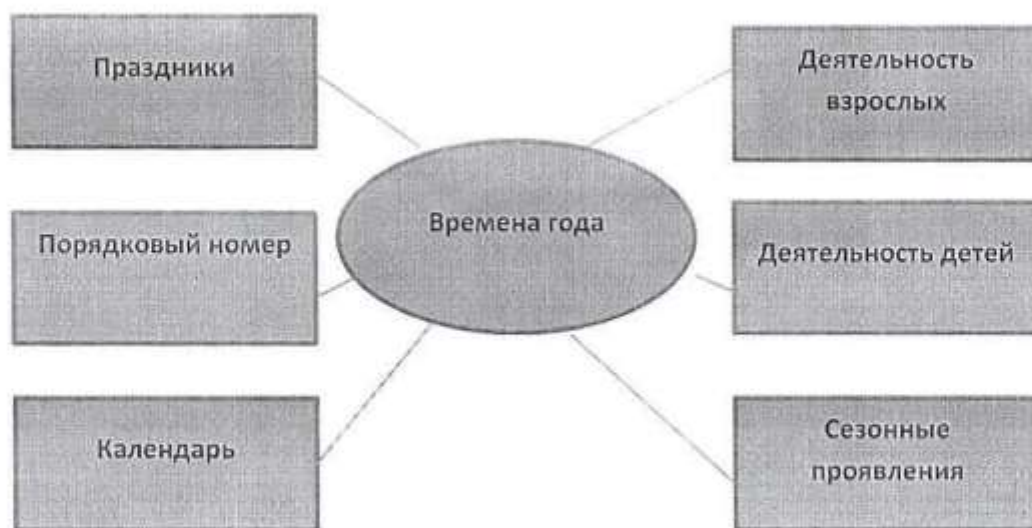 Праздники
Деятельность
взрослых
Времена года
Порядковый номер
Деятельность детей
Календарь
Сезонные
проявления